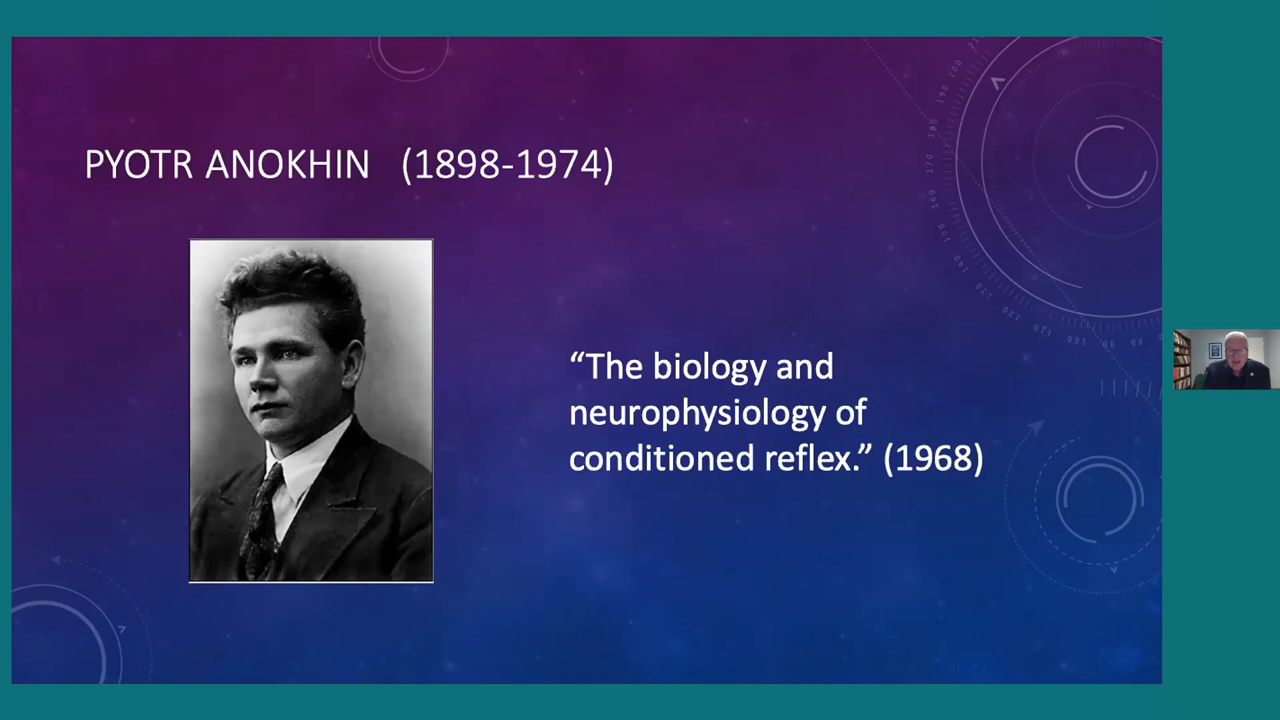 PYOTR ANOKHIN (1898-1974)
“The biology and
neurophysiology of
conditioned reflex.” (1968)